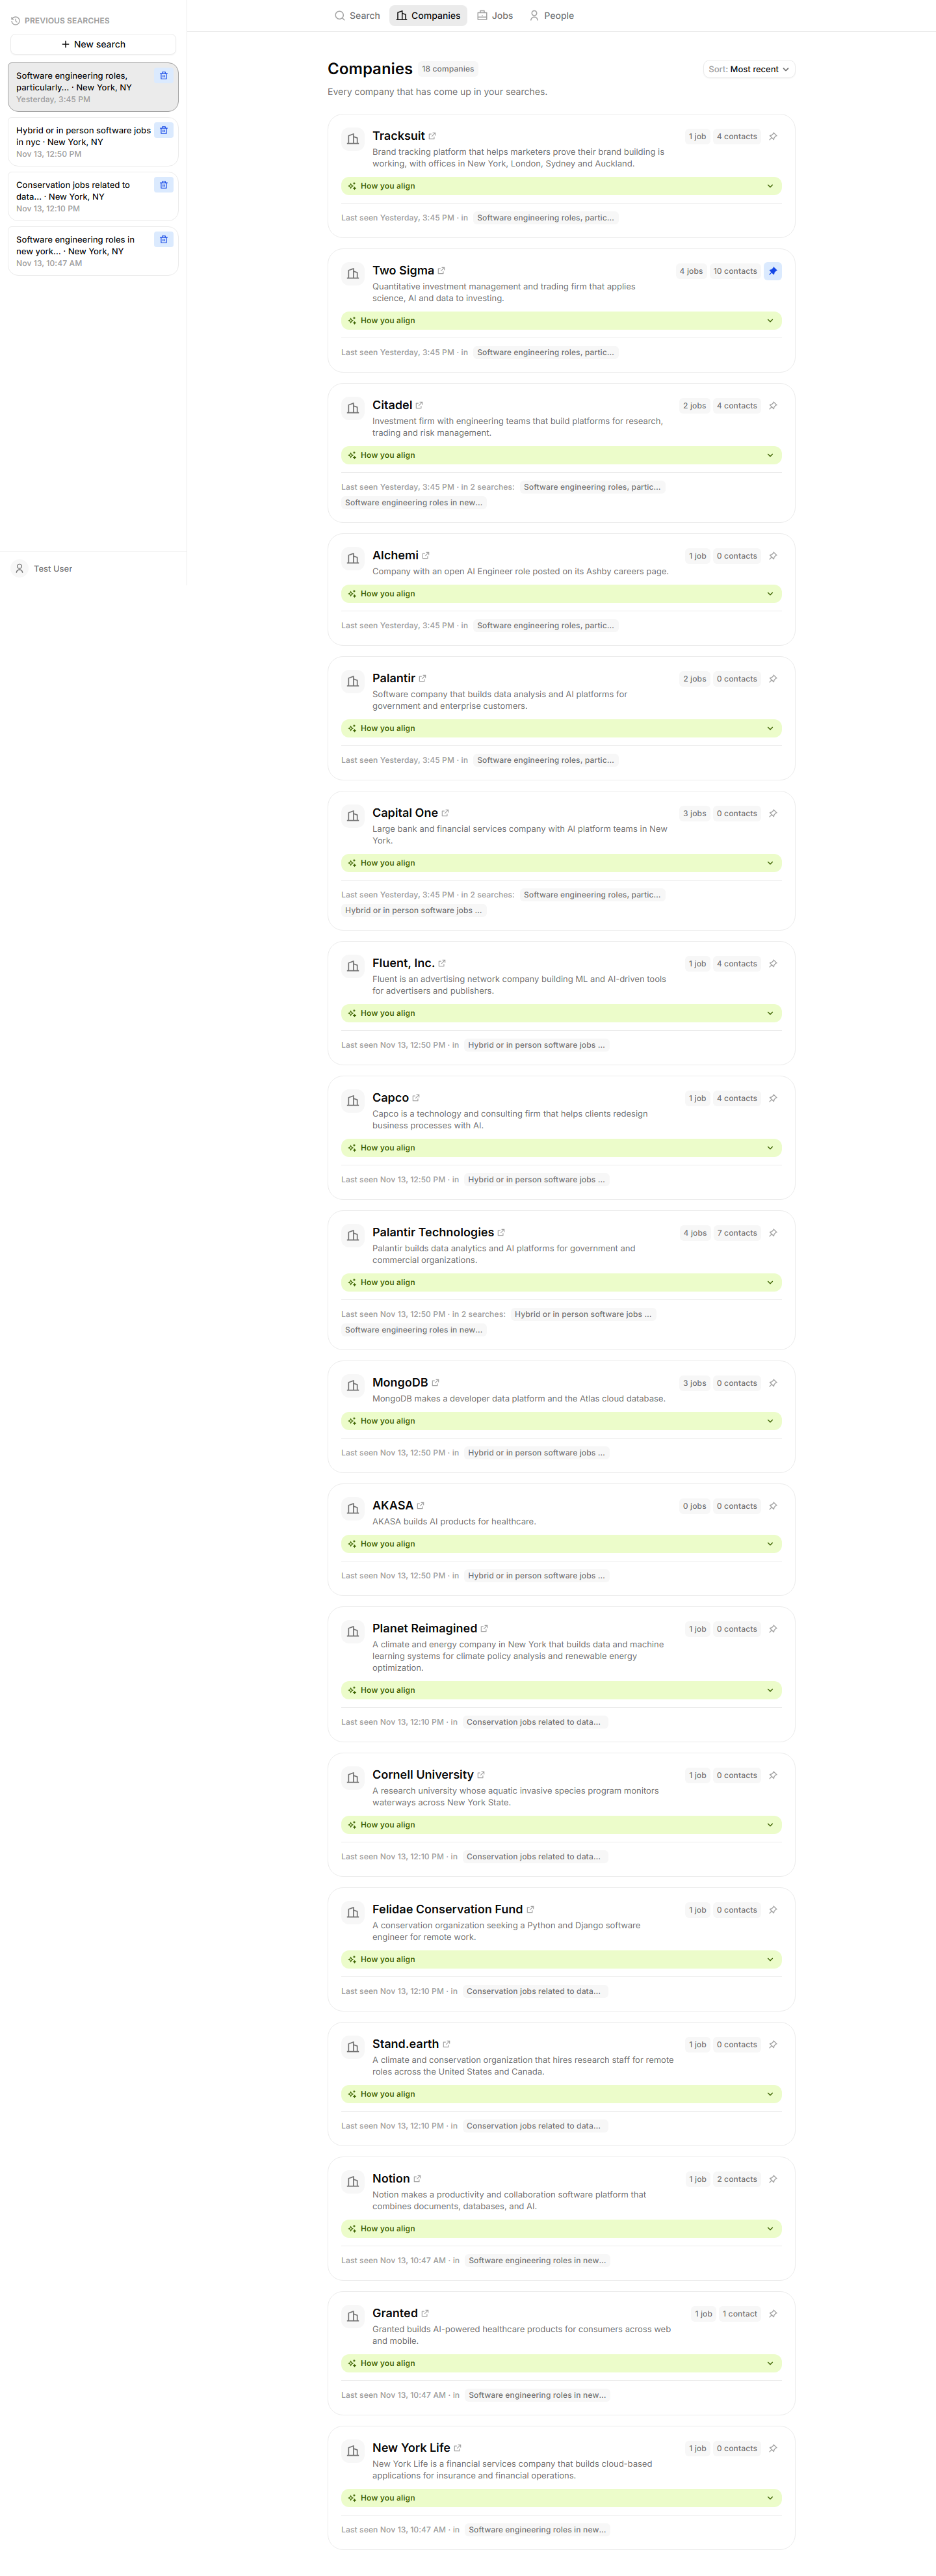 PREVIOUS SEARCHES
New search
Software engineering roles,
particularly... · New York, NY
Yesterday, 3:45 PM
Hybrid or in person software jobs
in nyc · New York, NY
Nov 13, 12:50 PM
Conservation jobs related to
data... · New York, NY
Nov 13, 12:10 PM
Software engineering roles in
new york... · New York, NY
Nov 13, 10:47 AM
Test User
Search Companies Jobs People
Companies 18 companies Sort: Most recent
Every company that has come up in your searches.
Tracksuit 1 job 4 contacts
Brand tracking platform that helps marketers prove their brand building is
working, with offices in New York, London, Sydney and Auckland.
How you align
Last seen Yesterday, 3:45 PM · in Software engineering roles, partic...
Two Sigma 4 jobs 10 contacts
Quantitative investment management and trading firm that applies
science, AI and data to investing.
How you align
Last seen Yesterday, 3:45 PM · in Software engineering roles, partic...
Citadel 2 jobs 4 contacts
Investment firm with engineering teams that build platforms for research,
trading and risk management.
How you align
Last seen Yesterday, 3:45 PM · in 2 searches: Software engineering roles, partic...
Software engineering roles in new...
Alchemi 1 job 0 contacts
Company with an open AI Engineer role posted on its Ashby careers page.
How you align
Last seen Yesterday, 3:45 PM · in Software engineering roles, partic...
Palantir 2 jobs 0 contacts
Software company that builds data analysis and AI platforms for
government and enterprise customers.
How you align
Last seen Yesterday, 3:45 PM · in Software engineering roles, partic...
Capital One 3 jobs 0 contacts
Large bank and financial services company with AI platform teams in New
York.
How you align
Last seen Yesterday, 3:45 PM · in 2 searches: Software engineering roles, partic...
Hybrid or in person software jobs ...
Fluent, Inc. 1 job 4 contacts
Fluent is an advertising network company building ML and AI-driven tools
for advertisers and publishers.
How you align
Last seen Nov 13, 12:50 PM · in Hybrid or in person software jobs ...
Capco 1 job 4 contacts
Capco is a technology and consulting firm that helps clients redesign
business processes with AI.
How you align
Last seen Nov 13, 12:50 PM · in Hybrid or in person software jobs ...
Palantir Technologies 4 jobs 7 contacts
Palantir builds data analytics and AI platforms for government and
commercial organizations.
How you align
Last seen Nov 13, 12:50 PM · in 2 searches: Hybrid or in person software jobs ...
Software engineering roles in new...
MongoDB 3 jobs 0 contacts
MongoDB makes a developer data platform and the Atlas cloud database.
How you align
Last seen Nov 13, 12:50 PM · in Hybrid or in person software jobs ...
AKASA 0 jobs 0 contacts
AKASA builds AI products for healthcare.
How you align
Last seen Nov 13, 12:50 PM · in Hybrid or in person software jobs ...
Planet Reimagined 1 job 0 contacts
A climate and energy company in New York that builds data and machine
learning systems for climate policy analysis and renewable energy
optimization.
How you align
Last seen Nov 13, 12:10 PM · in Conservation jobs related to data...
Cornell University 1 job 0 contacts
A research university whose aquatic invasive species program monitors
waterways across New York State.
How you align
Last seen Nov 13, 12:10 PM · in Conservation jobs related to data...
Felidae Conservation Fund 1 job 0 contacts
A conservation organization seeking a Python and Django software
engineer for remote work.
How you align
Last seen Nov 13, 12:10 PM · in Conservation jobs related to data...
Stand.earth 1 job 0 contacts
A climate and conservation organization that hires research staff for remote
roles across the United States and Canada.
How you align
Last seen Nov 13, 12:10 PM · in Conservation jobs related to data...
Notion 1 job 2 contacts
Notion makes a productivity and collaboration software platform that
combines documents, databases, and AI.
How you align
Last seen Nov 13, 10:47 AM · in Software engineering roles in new...
Granted 1 job 1 contact
Granted builds AI-powered healthcare products for consumers across web
and mobile.
How you align
Last seen Nov 13, 10:47 AM · in Software engineering roles in new...
New York Life 1 job 0 contacts
New York Life is a financial services company that builds cloud-based
applications for insurance and financial operations.
How you align
Last seen Nov 13, 10:47 AM · in Software engineering roles in new...